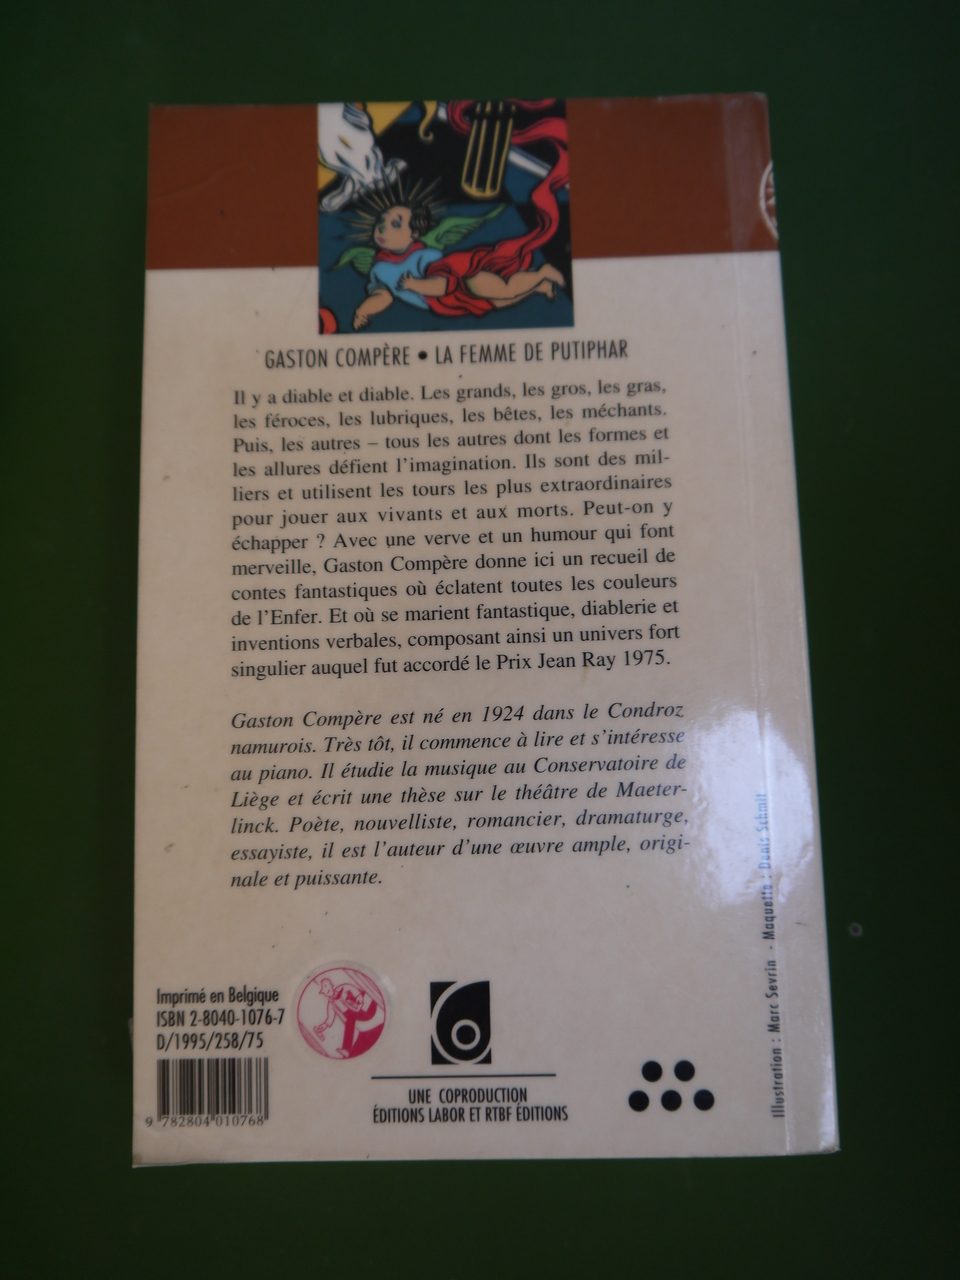 GASTON COMPÈRE • LA FEMME DE PUTIPHAR
Il y a diable et diable. Les grands, les gros, les gras,
les féroces, les lubriques, les bêtes, les méchants.
Puis, les autres – tous les autres dont les formes et
les allures défient l'imagination. Ils sont des mil-
liers et utilisent les tours les plus extraordinaires
pour jouer aux vivants et aux morts. Peut-on y
échapper ? Avec une verve et un humour qui font
merveille, Gaston Compère donne ici un recueil de
contes fantastiques où éclatent toutes les couleurs
de l'Enfer. Et où se marient fantastique, diablerie et
inventions verbales, composant ainsi un univers fort
singulier auquel fut accordé le Prix Jean Ray 1975.
Gaston Compère est né en 1924 dans le Condroz
namurois. Très tôt, il commence à lire et s'intéresse
au piano. Il étudie la musique au Conservatoire de
Liège et écrit une thèse sur le théâtre de Maeter-
linck. Poète, nouvelliste, romancier, dramaturge,
essayiste, il est l'auteur d'une œuvre ample, origi-
nale et puissante.
Imprimé en Belgique
ISBN 2-8040-1076-7
D/1995/258/75
9 782804 010768
UNE COPRODUCTION
ÉDITIONS LABOR ET RTBF ÉDITIONS
Illustration : Marc Sevrin - Maquette : Denis Schmit